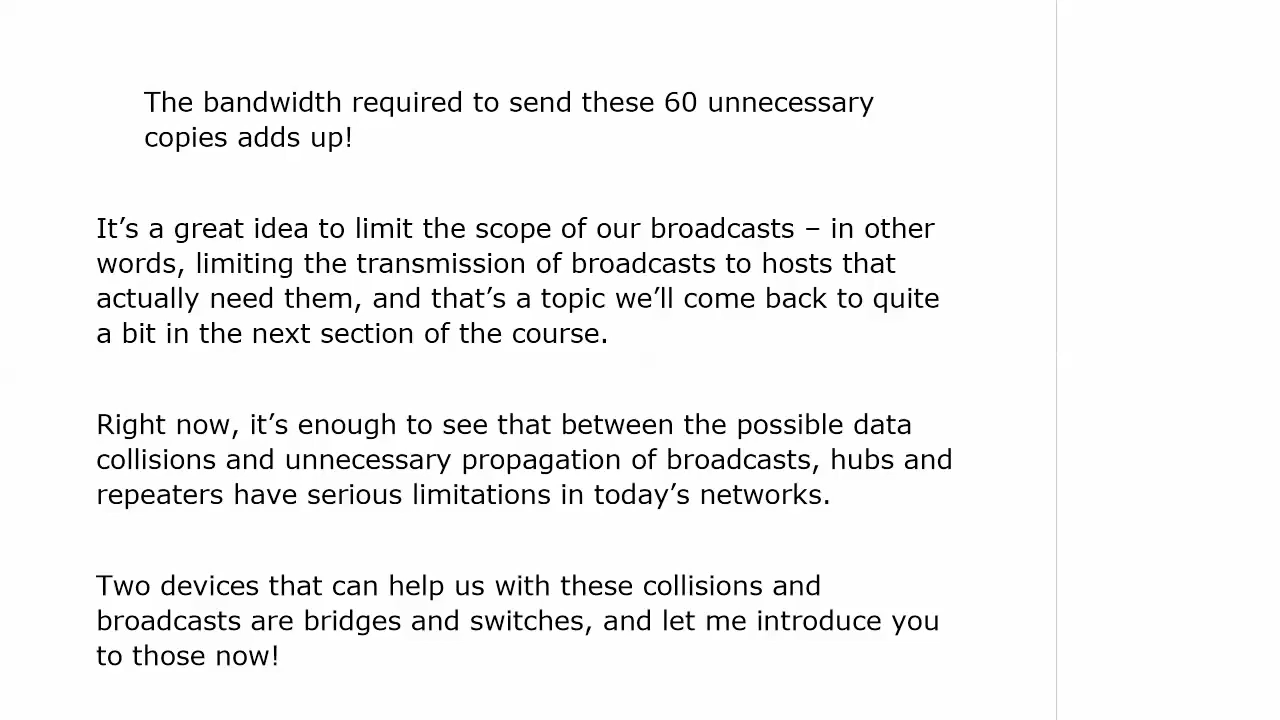 The bandwidth required to send these 60 unnecessary
copies adds up!
It’s a great idea to limit the scope of our broadcasts – in other
words, limiting the transmission of broadcasts to hosts that
actually need them, and that’s a topic we’ll come back to quite
a bit in the next section of the course.
Right now, it’s enough to see that between the possible data
collisions and unnecessary propagation of broadcasts, hubs and
repeaters have serious limitations in today’s networks.
Two devices that can help us with these collisions and
broadcasts are bridges and switches, and let me introduce you
to those now!